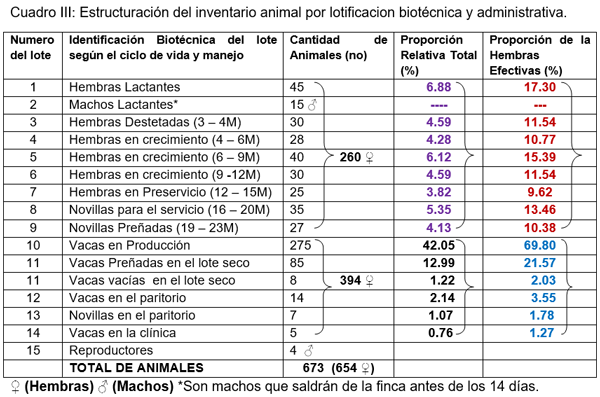 Cuadro III: Estructuración del inventario animal por lotificación biotécnica y administrativa.
Numero del lote | Identificación Biotécnica del lote según el ciclo de vida y manejo | Cantidad de Animales (no) | Proporción Relativa Total (%) | Proporción de la Hembras Efectivas (%)
1 | Hembras Lactantes | 45 | 6.88 | 17.30
2 | Machos Lactantes* | 15 ♂ | ---- | ---
3 | Hembras Destetadas (3 – 4M) | 30 | 4.59 | 11.54
4 | Hembras en crecimiento (4 – 6M) | 28 | 4.28 | 10.77
5 | Hembras en crecimiento (6 – 9M) | 40 260 ♀ | 6.12 | 15.39
6 | Hembras en crecimiento (9 -12M) | 30 | 4.59 | 11.54
7 | Hembras en Preservicio (12 – 15M) | 25 | 3.82 | 9.62
8 | Novillas para el servicio (16 – 20M) | 35 | 5.35 | 13.46
9 | Novillas Preñadas (19 – 23M) | 27 | 4.13 | 10.38
10 | Vacas en Producción | 275 | 42.05 | 69.80
11 | Vacas Preñadas en el lote seco | 85 | 12.99 | 21.57
11 | Vacas vacías en el lote seco | 8 394 ♀ | 1.22 | 2.03
12 | Vacas en el paritorio | 14 | 2.14 | 3.55
13 | Novillas en el paritorio | 7 | 1.07 | 1.78
14 | Vacas en la clínica | 5 | 0.76 | 1.27
15 | Reproductores | 4 ♂
TOTAL DE ANIMALES | 673 (654 ♀)
♀ (Hembras) ♂ (Machos) *Son machos que saldrán de la finca antes de los 14 días.